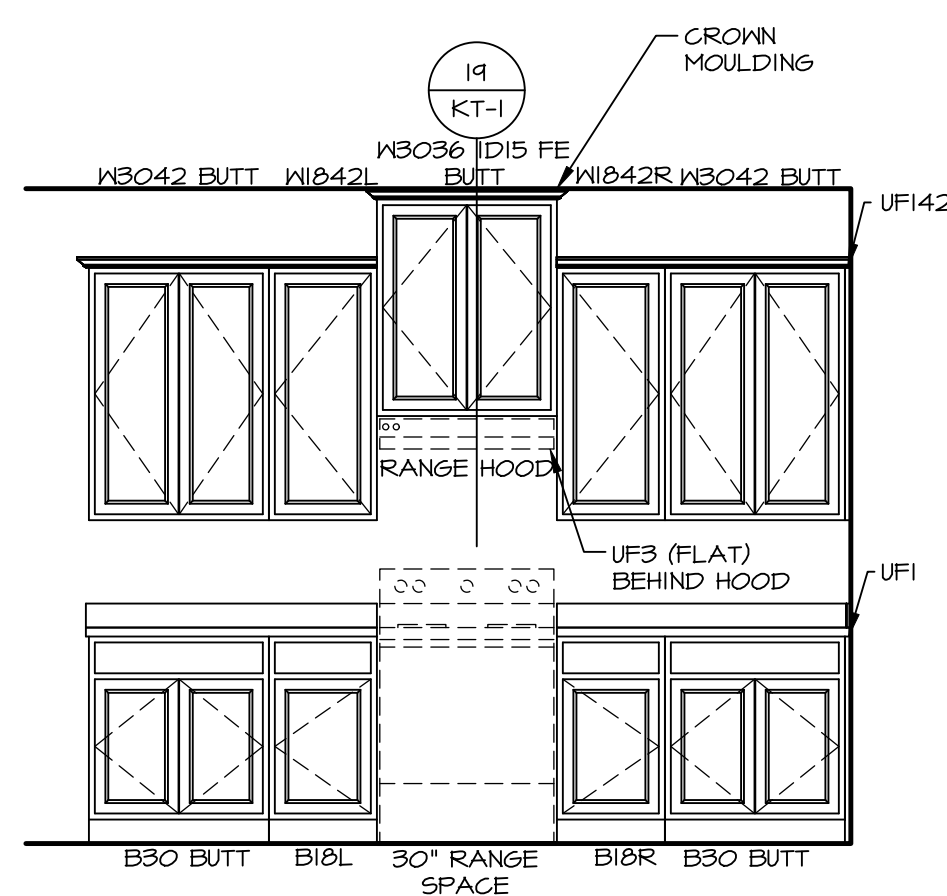 CROWN
MOULDING
19
KT-1
W3042 BUTT
W1842L
W3036 1D15 FE
BUTT
W1842R
W3042 BUTT
UF142
RANGE HOOD
UF3 (FLAT)
BEHIND HOOD
UF1
B30 BUTT
B18L
30" RANGE
SPACE
B18R
B30 BUTT